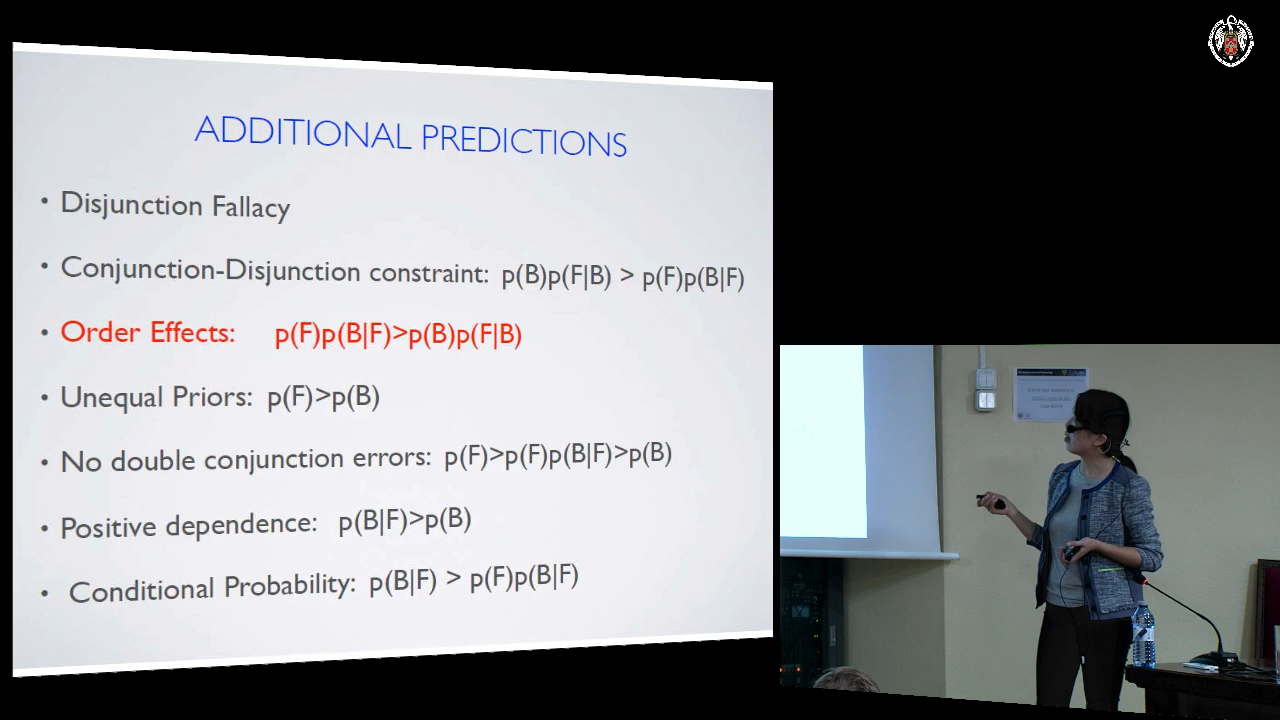 ADDITIONAL PREDICTIONS
• Disjunction Fallacy
• Conjunction-Disjunction constraint: p(B)p(F|B) > p(F)p(B|F)
• Order Effects: p(F)p(B|F)>p(B)p(F|B)
• Unequal Priors: p(F)>p(B)
• No double conjunction errors: p(F)>p(F)p(B|F)>p(B)
• Positive dependence: p(B|F)>p(B)
• Conditional Probability: p(B|F) > p(F)p(B|F)